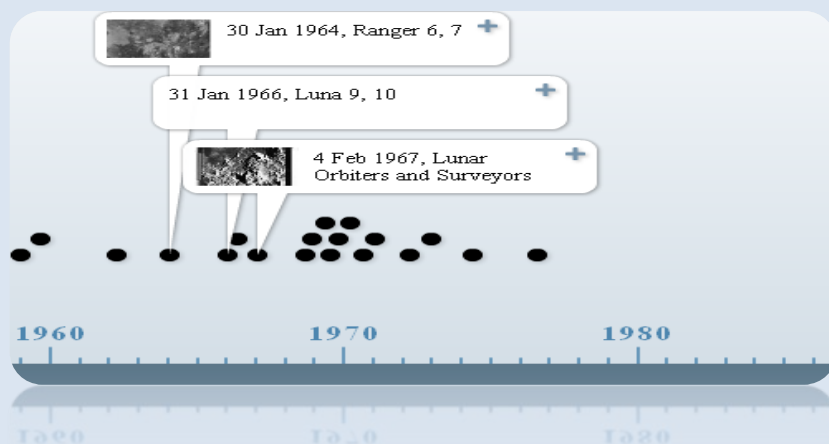 30 Jan 1964, Ranger 6, 7
31 Jan 1966, Luna 9, 10
4 Feb 1967, Lunar
Orbiters and Surveyors
1960 1970 1980